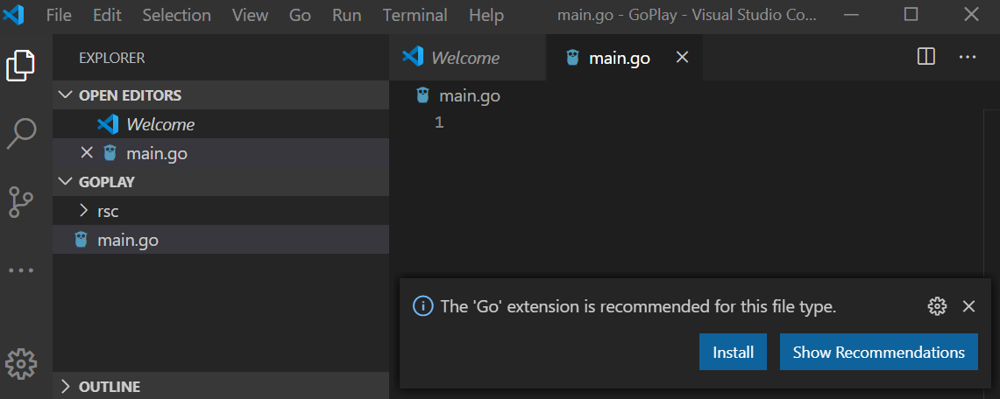 File Edit Selection View Go Run Terminal Help main.go - GoPlay - Visual Studio Co...
EXPLORER
Welcome main.go
OPEN EDITORS
main.go
Welcome
1
main.go
GOPLAY
rsc
main.go
The 'Go' extension is recommended for this file type.
Install Show Recommendations
OUTLINE